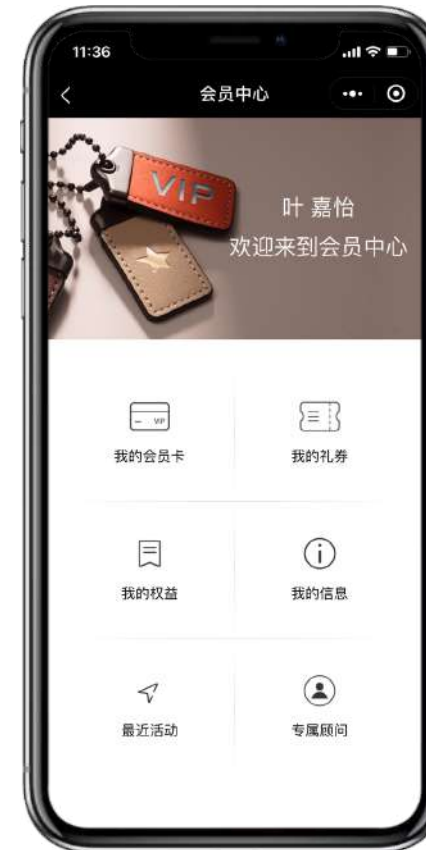 11:36
会员中心
VIP
叶 嘉怡
欢迎来到会员中心
VIP
我的会员卡
我的礼券
我的权益
我的信息
最近活动
专属顾问